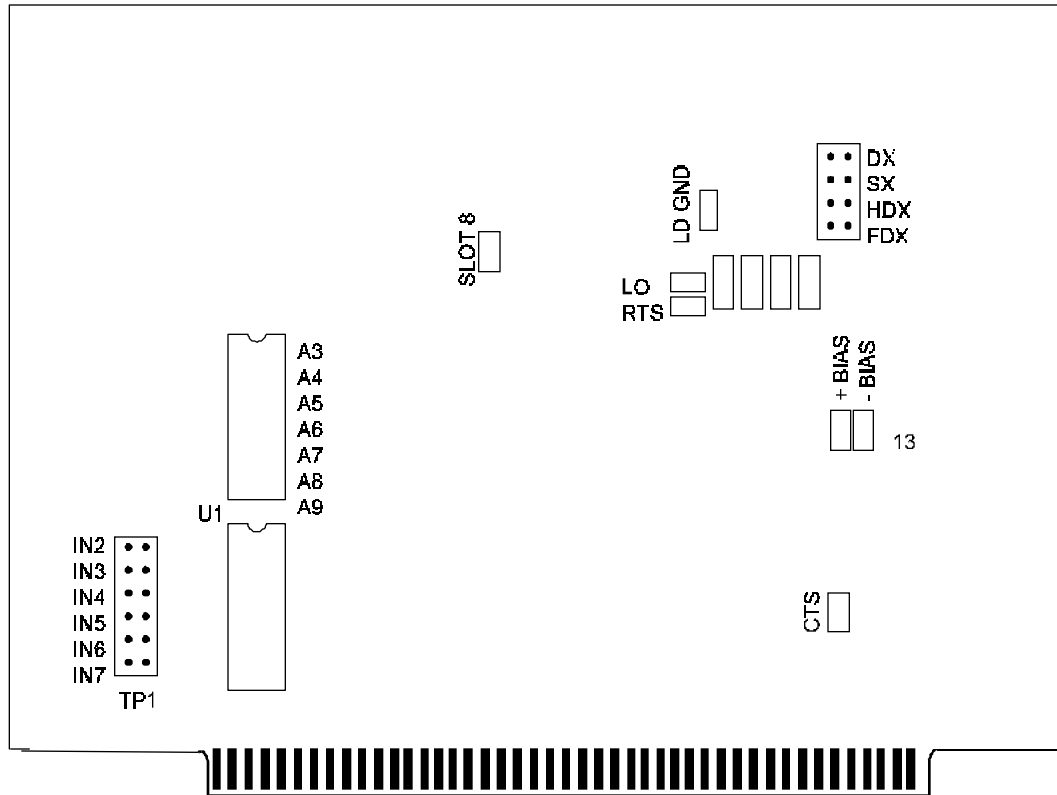 DX
SX
HDX
FDX
LD GND
SLOT 8
LO
RTS
A3
A4
A5
A6
A7
A8
A9
+ BIAS
- BIAS
13
U1
IN2
IN3
IN4
IN5
IN6
IN7
TP1
CTS